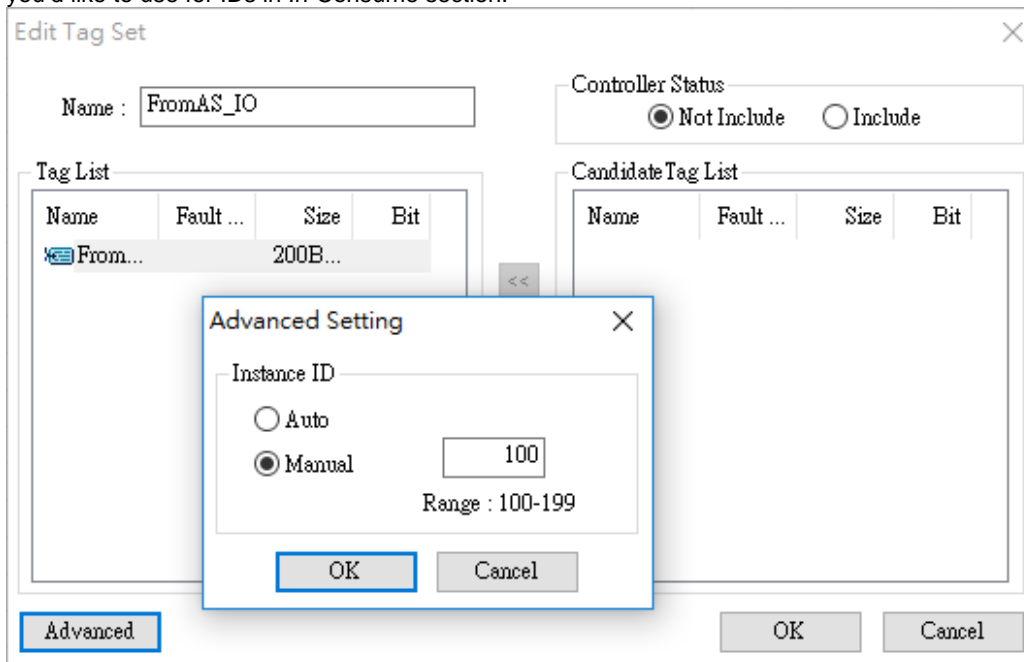 you'd like to use for IDs in In-Consume section.
Edit Tag Set
Name : FromAS_IO
Controller Status
Not Include Include
Tag List
Name Fault ... Size Bit
From... 200B...
<<
Candidate Tag List
Name Fault ... Size Bit
Advanced Setting
Instance ID
Auto
Manual 100
Range : 100-199
OK Cancel
Advanced OK Cancel